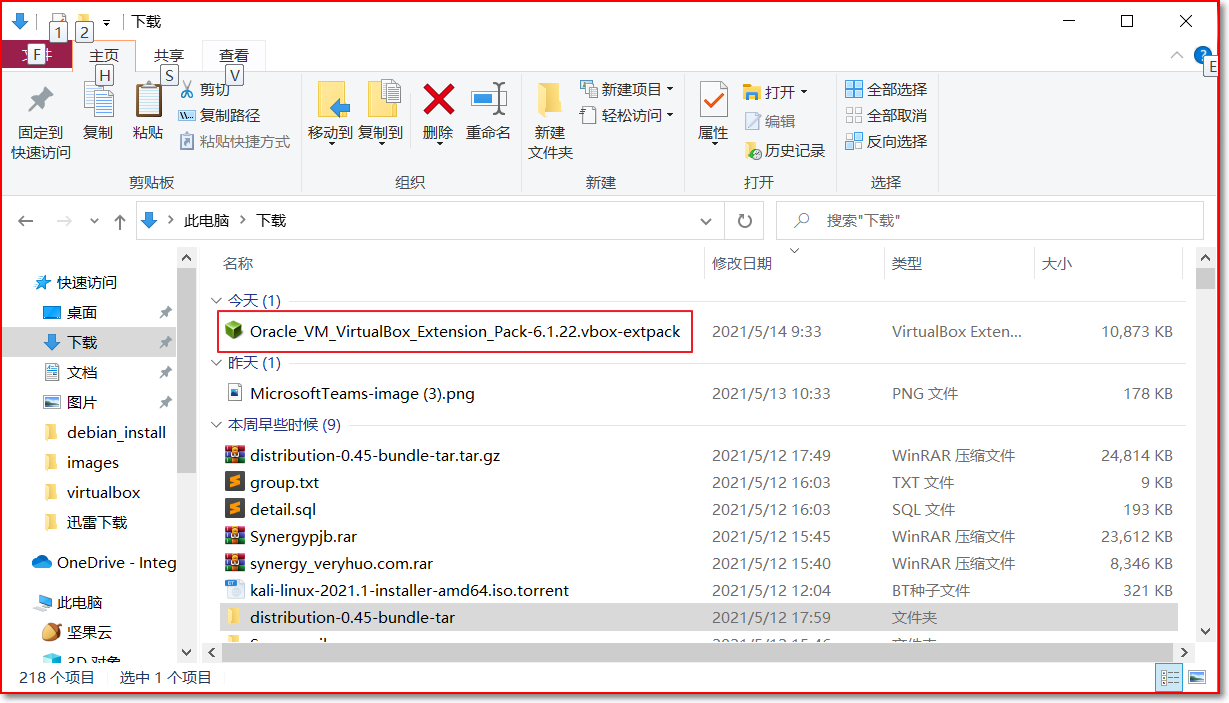 1
2
下载
F
主页
共享
查看
H
S
V
E
固定到
快速访问
复制
粘贴
剪切
复制路径
粘贴快捷方式
剪贴板
移动到
复制到
删除
重命名
组织
新建
文件夹
新建项目
轻松访问
新建
属性
打开
编辑
历史记录
打开
全部选择
全部取消
反向选择
选择
此电脑
下载
搜索"下载"
快速访问
桌面
下载
文档
图片
debian_install
images
virtualbox
迅雷下载
OneDrive - Integ
此电脑
坚果云
3D 对象
名称 修改日期 类型 大小
今天 (1)
Oracle_VM_VirtualBox_Extension_Pack-6.1.22.vbox-extpack 2021/5/14 9:33 VirtualBox Exten... 10,873 KB
昨天 (1)
MicrosoftTeams-image (3).png 2021/5/13 10:33 PNG 文件 178 KB
本周早些时候 (9)
distribution-0.45-bundle-tar.tar.gz 2021/5/12 17:49 WinRAR 压缩文件 24,814 KB
group.txt 2021/5/12 16:03 TXT 文件 9 KB
detail.sql 2021/5/12 16:03 SQL 文件 193 KB
Synergypjb.rar 2021/5/12 15:45 WinRAR 压缩文件 23,612 KB
synergy_veryhuo.com.rar 2021/5/12 15:40 WinRAR 压缩文件 8,346 KB
kali-linux-2021.1-installer-amd64.iso.torrent 2021/5/12 12:04 BT种子文件 321 KB
distribution-0.45-bundle-tar 2021/5/12 17:59 文件夹
218 个项目 选中 1 个项目